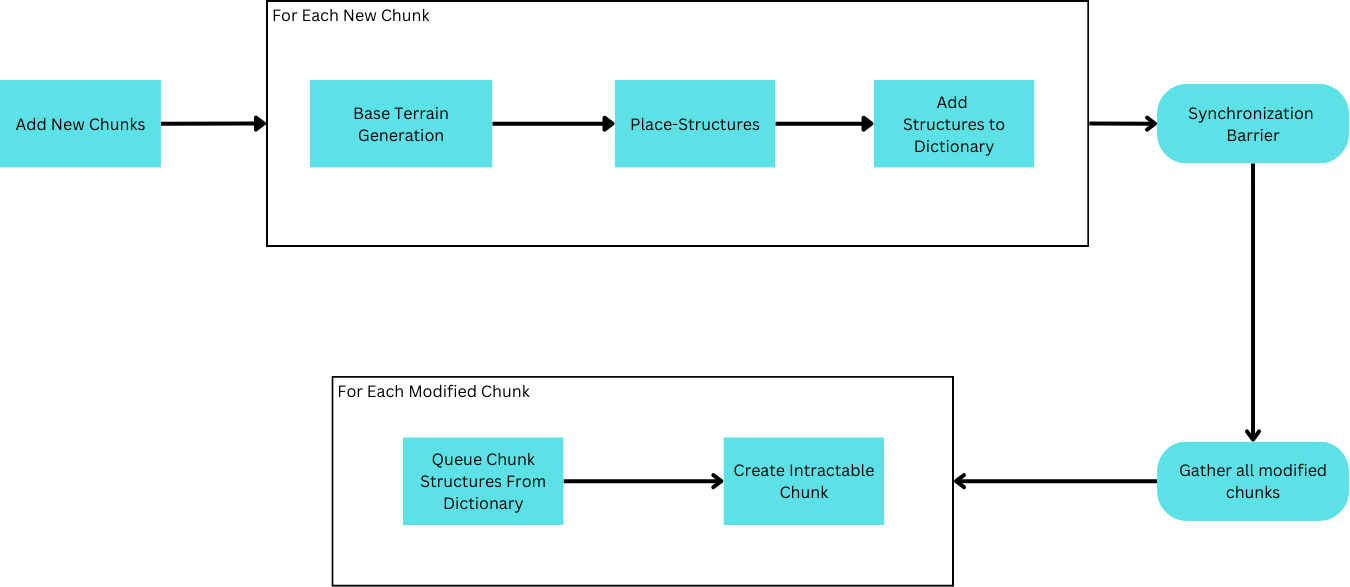 For Each New Chunk
Add New Chunks
Base Terrain
Generation
Place-Structures
Add
Structures to
Dictionary
Synchronization
Barrier
Gather all modified
chunks
For Each Modified Chunk
Queue Chunk
Structures From
Dictionary
Create Intractable
Chunk